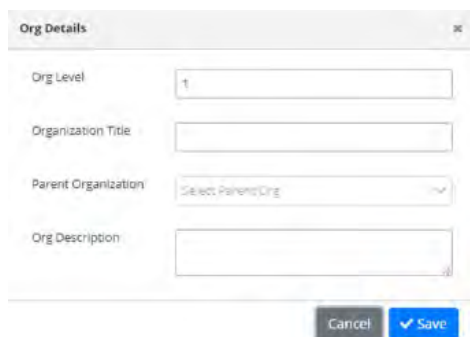 Org Details
Org Level
1
Organization Title
Parent Organization
Select Parent Org
Org Description
Cancel
Save